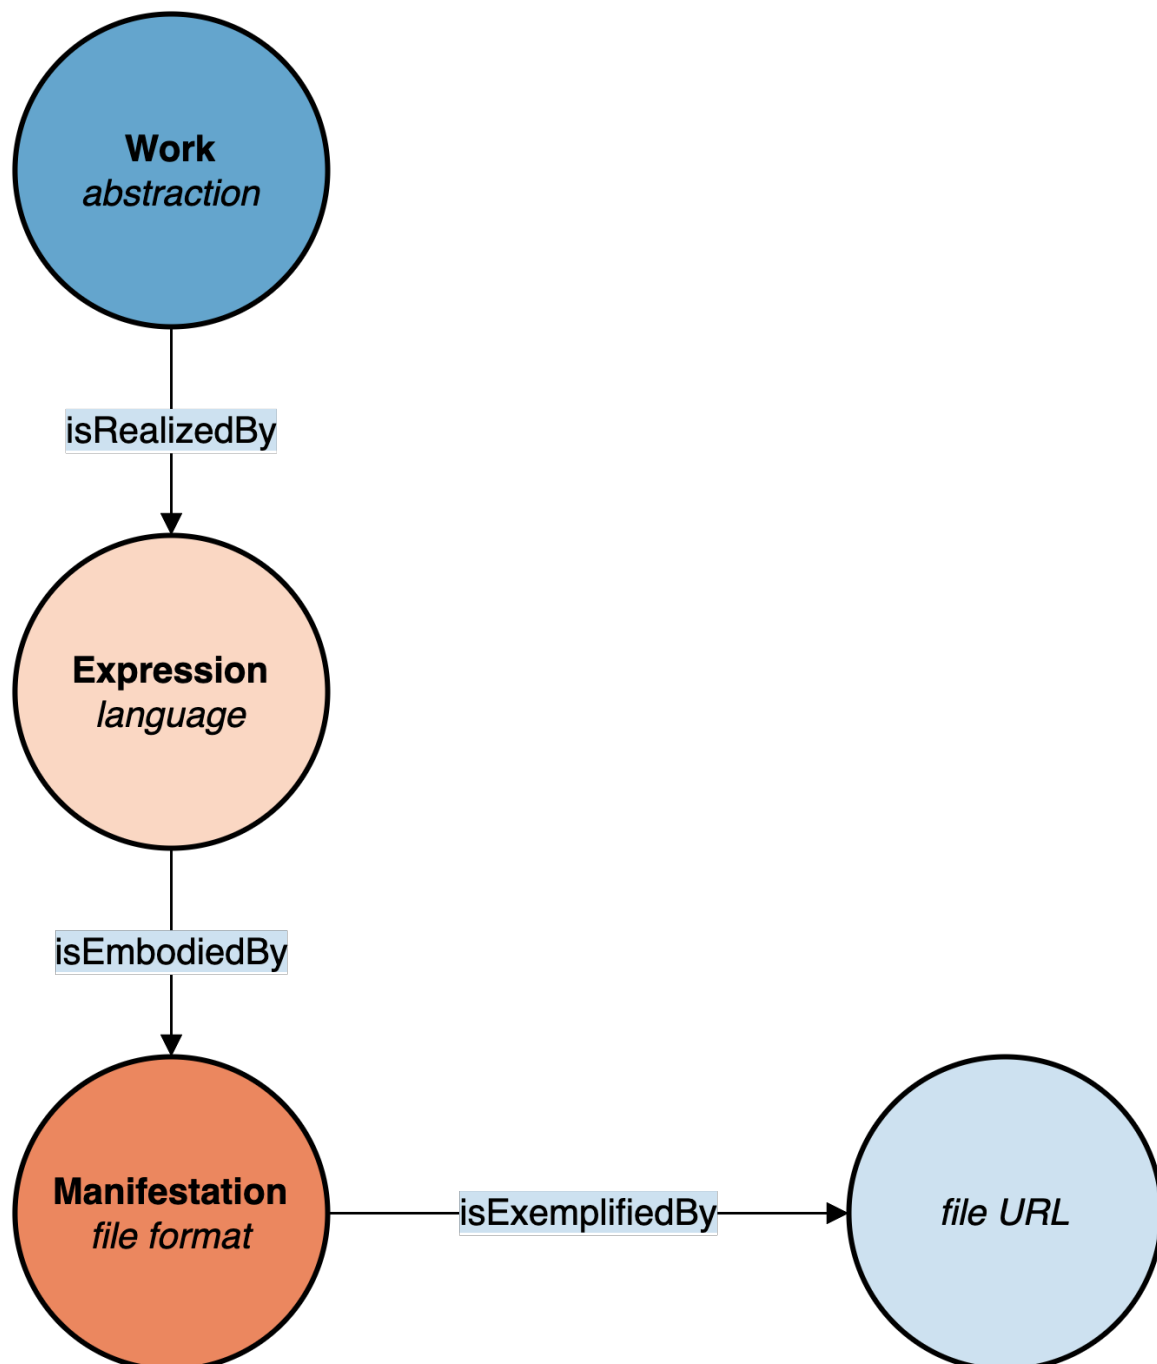 Work
abstraction
isRealizedBy
Expression
language
isEmbodiedBy
Manifestation
file format
isExemplifiedBy
file URL